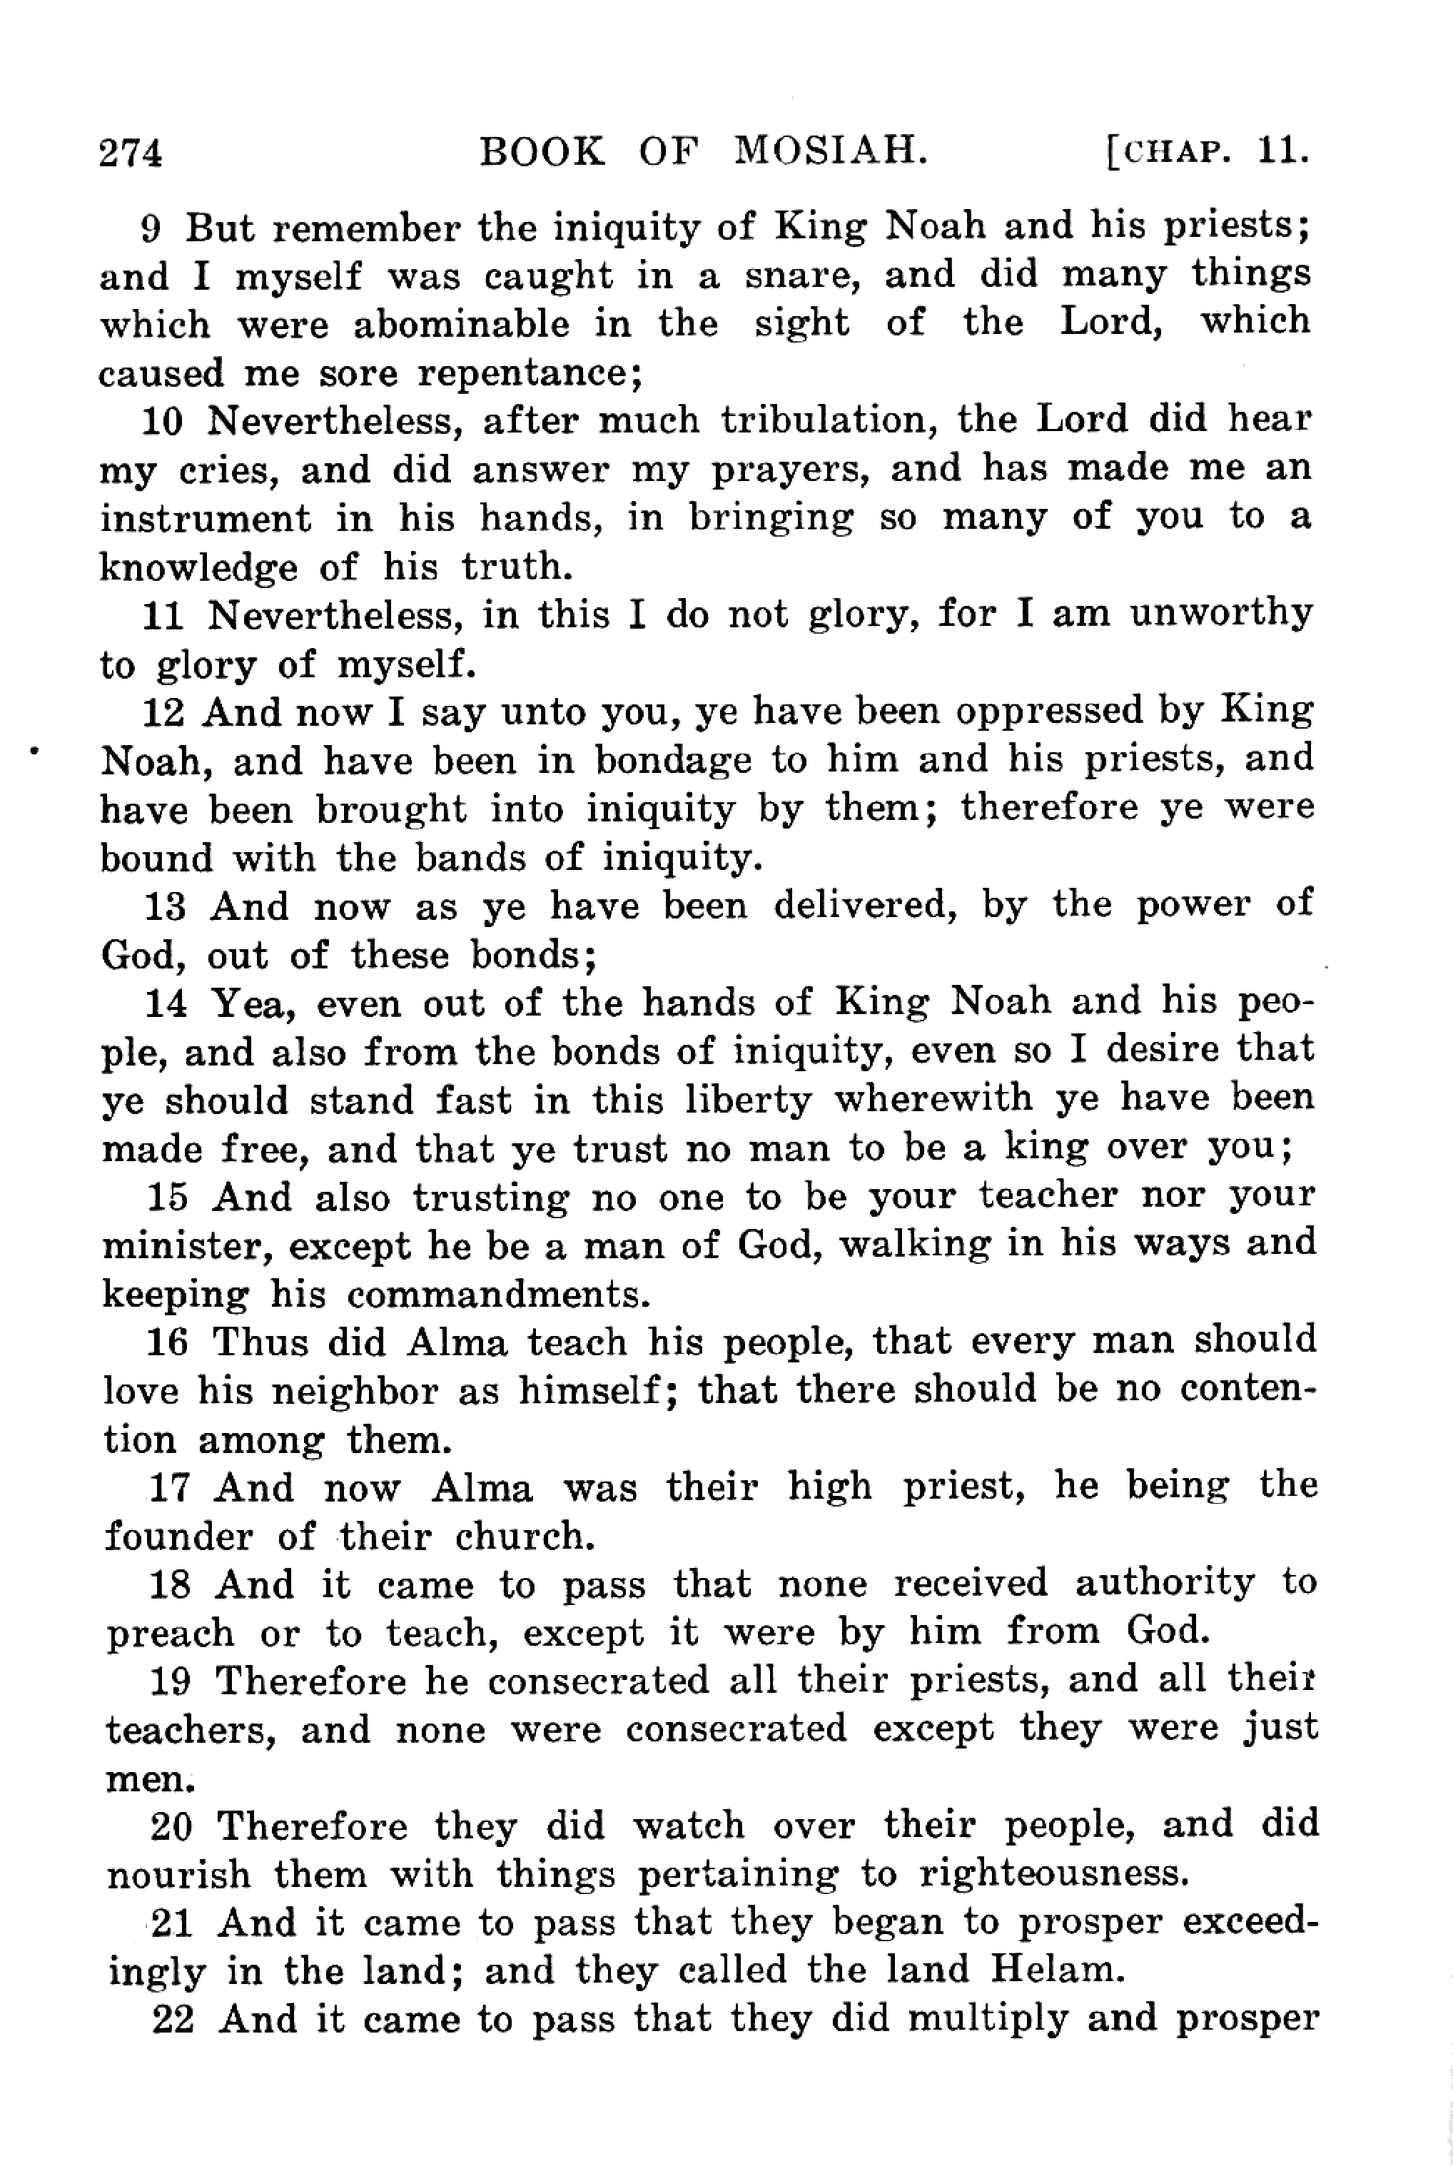 274 BOOK OF MOSIAH. [CHAP. 11.
9 But remember the iniquity of King Noah and his priests;
and I myself was caught in a snare, and did many things
which were abominable in the sight of the Lord, which
caused me sore repentance;
10 Nevertheless, after much tribulation, the Lord did hear
my cries, and did answer my prayers, and has made me an
instrument in his hands, in bringing so many of you to a
knowledge of his truth.
11 Nevertheless, in this I do not glory, for I am unworthy
to glory of myself.
12 And now I say unto you, ye have been oppressed by King
Noah, and have been in bondage to him and his priests, and
have been brought into iniquity by them; therefore ye were
bound with the bands of iniquity.
13 And now as ye have been delivered, by the power of
God, out of these bonds;
14 Yea, even out of the hands of King Noah and his peo-
ple, and also from the bonds of iniquity, even so I desire that
ye should stand fast in this liberty wherewith ye have been
made free, and that ye trust no man to be a king over you;
15 And also trusting no one to be your teacher nor your
minister, except he be a man of God, walking in his ways and
keeping his commandments.
16 Thus did Alma teach his people, that every man should
love his neighbor as himself; that there should be no conten-
tion among them.
17 And now Alma was their high priest, he being the
founder of their church.
18 And it came to pass that none received authority to
preach or to teach, except it were by him from God.
19 Therefore he consecrated all their priests, and all their
teachers, and none were consecrated except they were just
men.
20 Therefore they did watch over their people, and did
nourish them with things pertaining to righteousness.
21 And it came to pass that they began to prosper exceed-
ingly in the land; and they called the land Helam.
22 And it came to pass that they did multiply and prosper